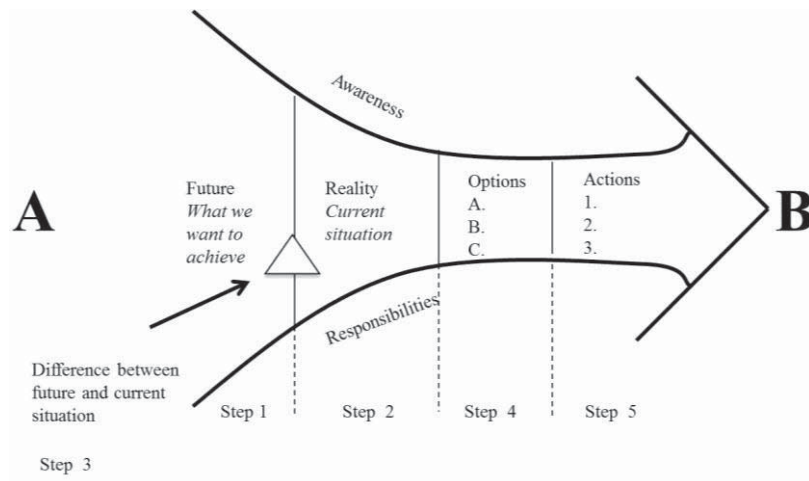 Awareness
A
Future
What we
want to
achieve
Reality
Current
situation
Options
A.
B.
C.
Actions
1.
2.
3.
B
Responsibilities
Difference between
future and current
situation
Step 1
Step 2
Step 4
Step 5
Step 3